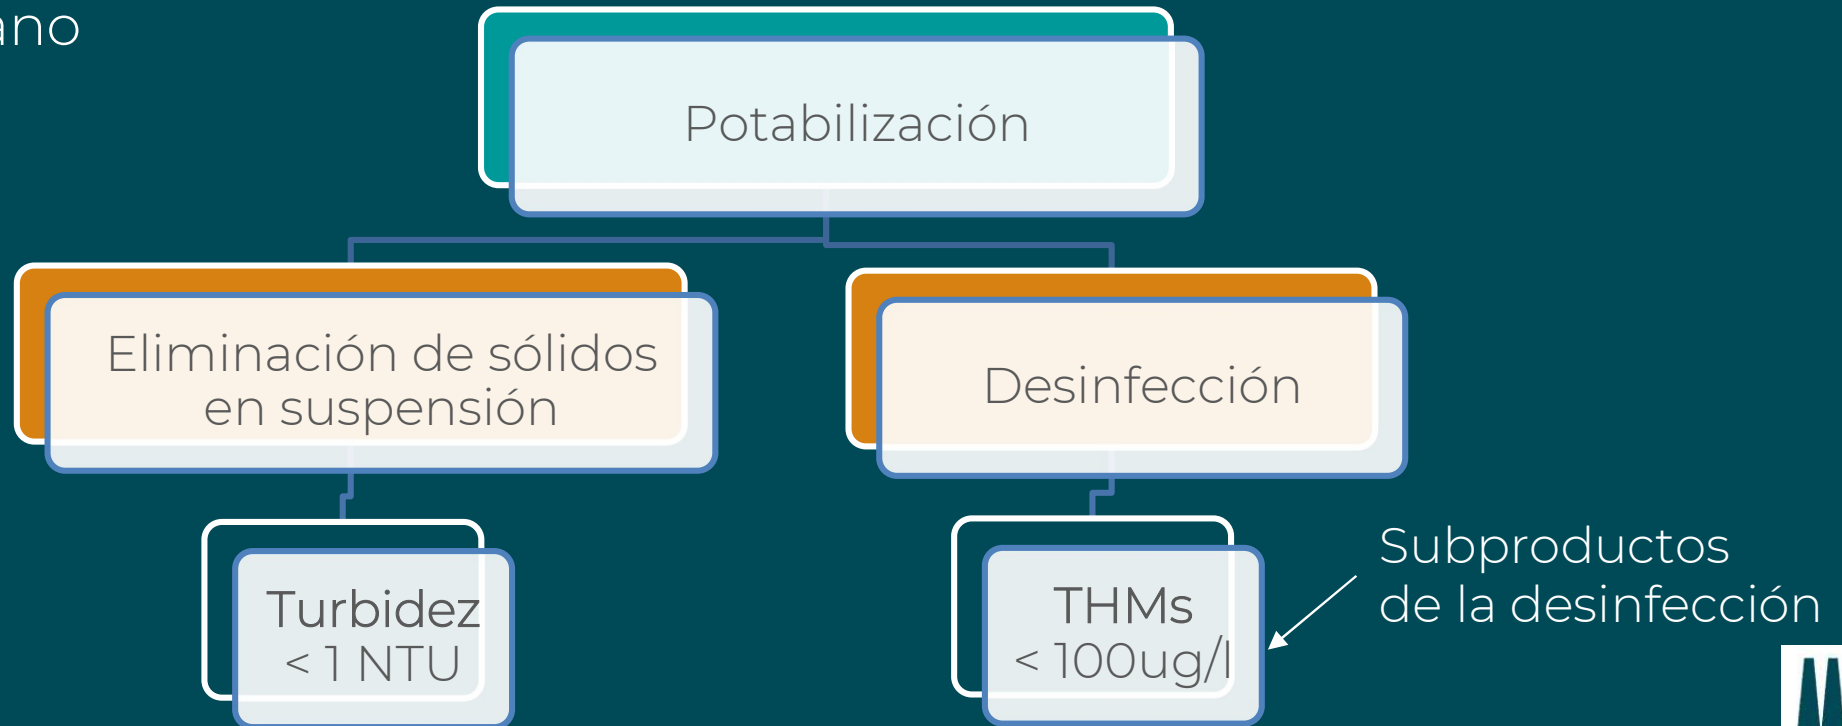 ano
Potabilización
Eliminación de sólidos
en suspensión
Desinfección
Turbidez
< 1 NTU
THMs
< 100ug/l
Subproductos
de la desinfección